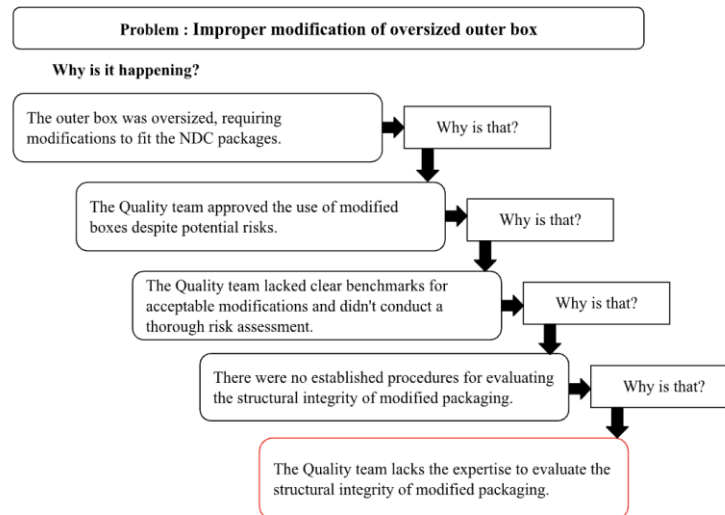 Problem : Improper modification of oversized outer box
Why is it happening?
The outer box was oversized, requiring
modifications to fit the NDC packages.
Why is that?
The Quality team approved the use of modified
boxes despite potential risks.
Why is that?
The Quality team lacked clear benchmarks for
acceptable modifications and didn't conduct a
thorough risk assessment.
Why is that?
There were no established procedures for evaluating
the structural integrity of modified packaging.
Why is that?
The Quality team lacks the expertise to evaluate the
structural integrity of modified packaging.